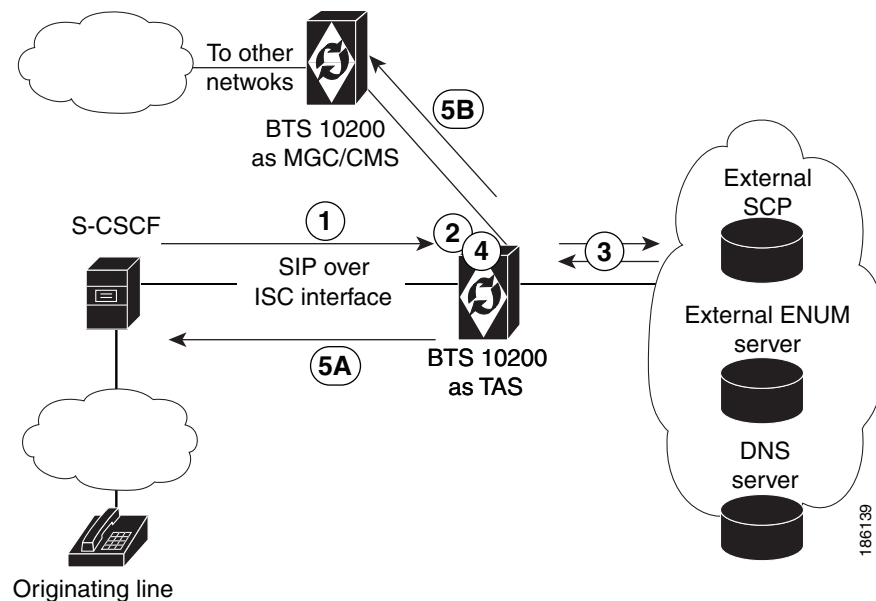 To other
netwoks
5B
BTS 10200
as MGC/CMS
External
SCP
S-CSCF
1
2
4
3
SIP over
ISC interface
External ENUM
server
5A
BTS 10200
as TAS
DNS
server
Originating line
186139